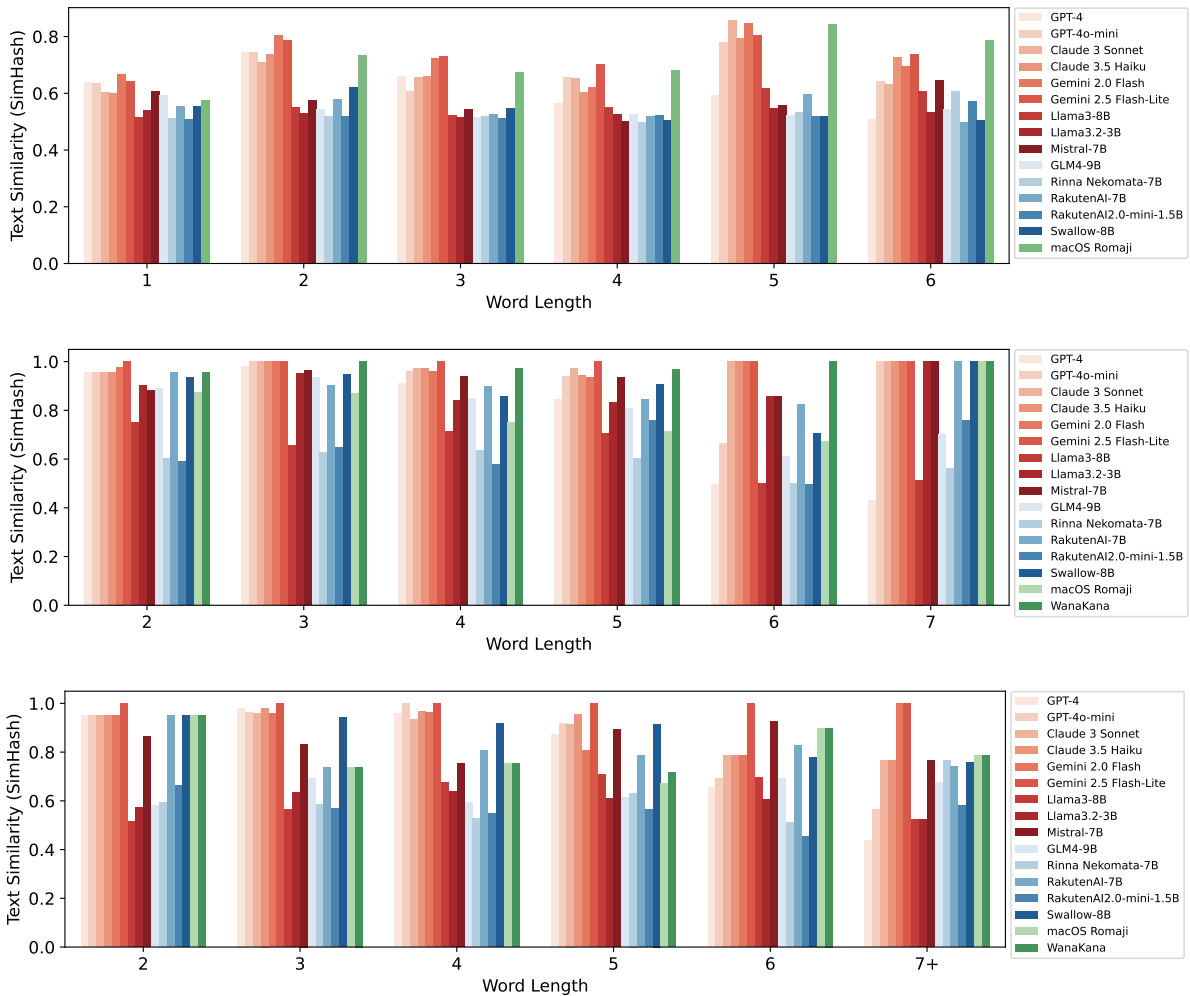 Text Similarity (SimHash)
0.8
0.6
0.4
0.2
0.0
1 2 3 4 5 6
Word Length
GPT-4
GPT-4o-mini
Claude 3 Sonnet
Claude 3.5 Haiku
Gemini 2.0 Flash
Gemini 2.5 Flash-Lite
Llama3-8B
Llama3.2-3B
Mistral-7B
GLM4-9B
Rinna Nekomata-7B
RakutenAI-7B
RakutenAI2.0-mini-1.5B
Swallow-8B
macOS Romaji
Text Similarity (SimHash)
1.0
0.8
0.6
0.4
0.2
0.0
2 3 4 5 6 7
Word Length
GPT-4
GPT-4o-mini
Claude 3 Sonnet
Claude 3.5 Haiku
Gemini 2.0 Flash
Gemini 2.5 Flash-Lite
Llama3-8B
Llama3.2-3B
Mistral-7B
GLM4-9B
Rinna Nekomata-7B
RakutenAI-7B
RakutenAI2.0-mini-1.5B
Swallow-8B
macOS Romaji
WanaKana
Text Similarity (SimHash)
1.0
0.8
0.6
0.4
0.2
0.0
2 3 4 5 6 7+
Word Length
GPT-4
GPT-4o-mini
Claude 3 Sonnet
Claude 3.5 Haiku
Gemini 2.0 Flash
Gemini 2.5 Flash-Lite
Llama3-8B
Llama3.2-3B
Mistral-7B
GLM4-9B
Rinna Nekomata-7B
RakutenAI-7B
RakutenAI2.0-mini-1.5B
Swallow-8B
macOS Romaji
WanaKana